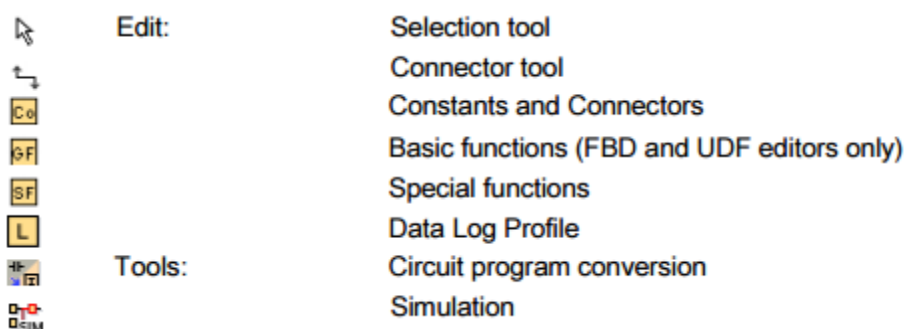 Edit: Selection tool
Connector tool
Co Constants and Connectors
GF Basic functions (FBD and UDF editors only)
SF Special functions
L Data Log Profile
Tools: Circuit program conversion
SIM Simulation